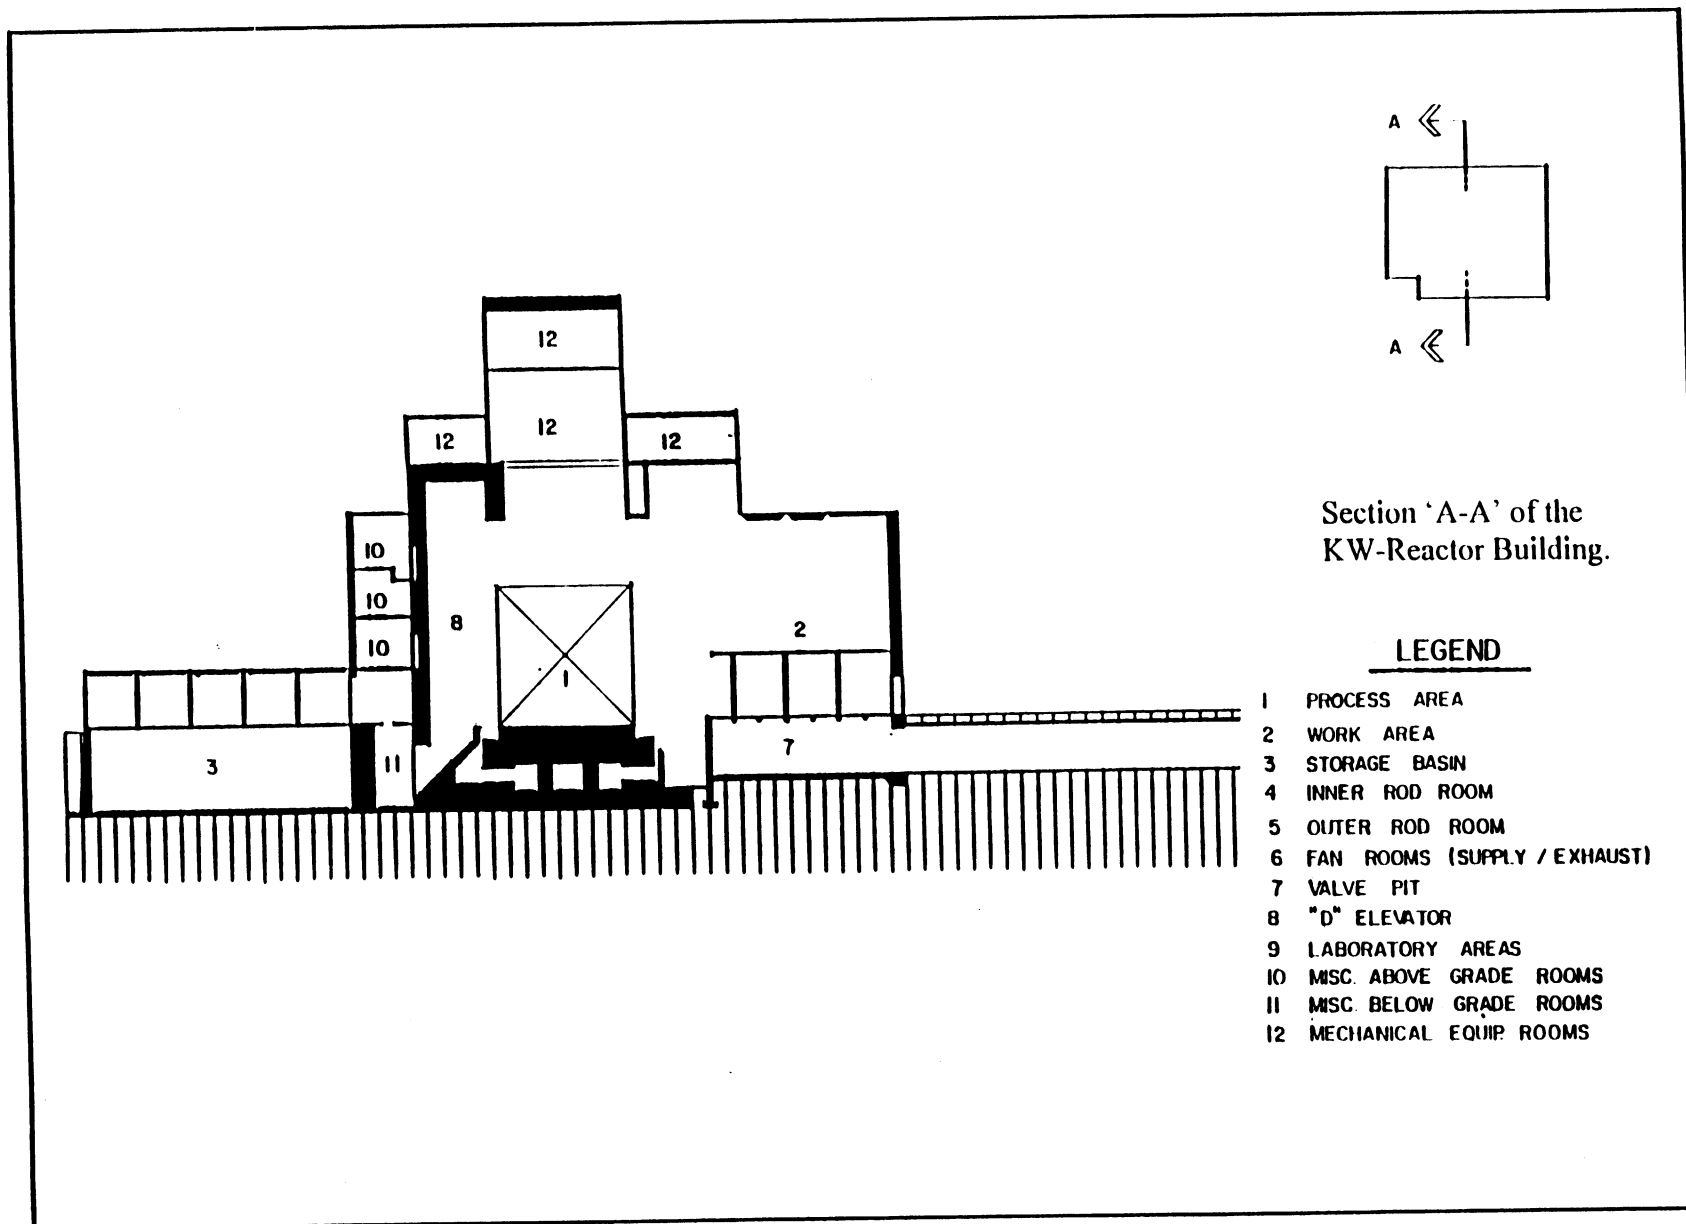 A
A
12
12
12
12
Section ‘A-A’ of the
KW-Reactor Building.
10
10
10
8
2
1
3
11
7
LEGEND
1 PROCESS AREA
2 WORK AREA
3 STORAGE BASIN
4 INNER ROD ROOM
5 OUTER ROD ROOM
6 FAN ROOMS (SUPPLY / EXHAUST)
7 VALVE PIT
8 "D" ELEVATOR
9 LABORATORY AREAS
10 MISC. ABOVE GRADE ROOMS
11 MISC. BELOW GRADE ROOMS
12 MECHANICAL EQUIP. ROOMS